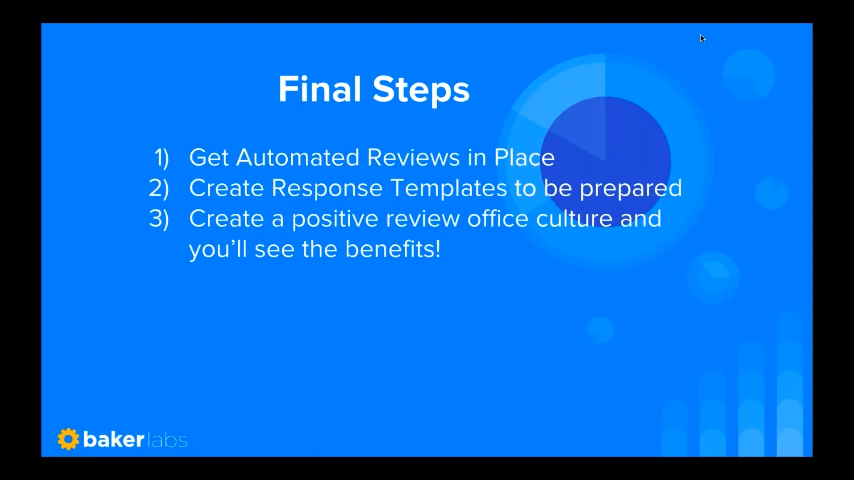 Final Steps
1) Get Automated Reviews in Place
2) Create Response Templates to be prepared
3) Create a positive review office culture and
you'll see the benefits!
bakerlabs